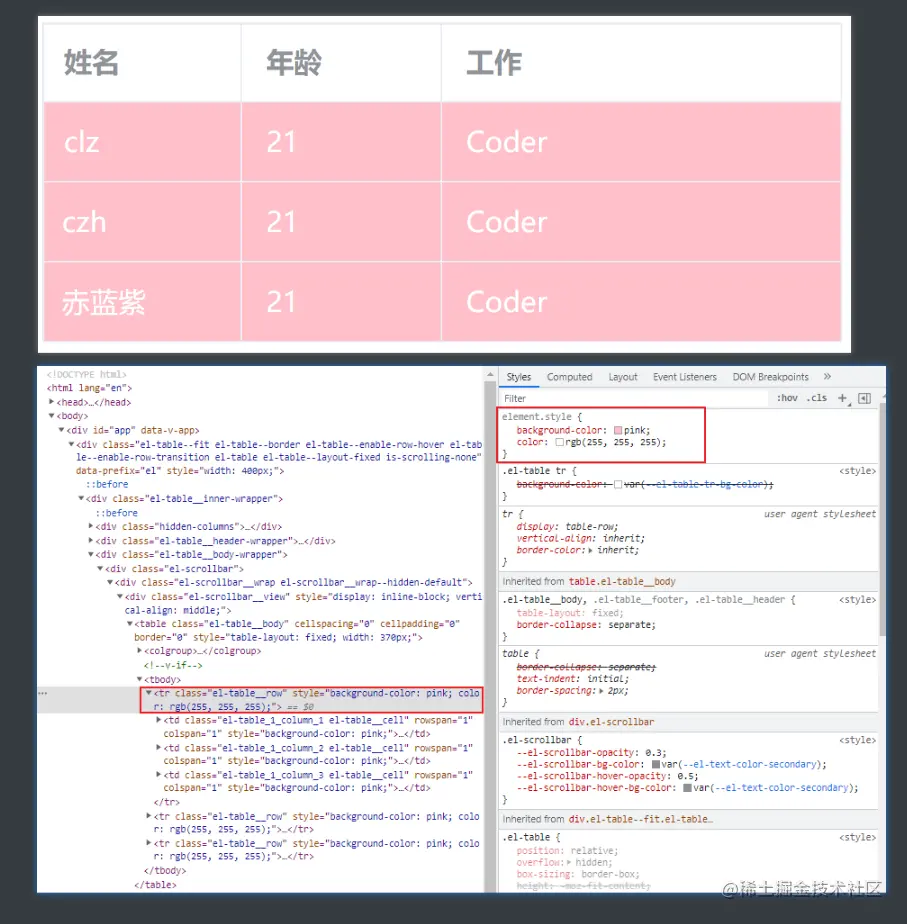 姓名 年龄 工作
clz 21 Coder
czh 21 Coder
赤蓝紫 21 Coder
<!DOCTYPE html>
<html lang="en">
<head>…</head>
<body>
<div id="app" data-v-app>
<div class="el-table--fit el-table--border el-table--enable-row-hover el-tab
le--enable-row-transition el-table el-table--layout-fixed is-scrolling-none"
data-prefix="el" style="width: 400px;">
::before
<div class="el-table__inner-wrapper">
::before
<div class="hidden-columns">…</div>
<div class="el-table__header-wrapper">…</div>
<div class="el-table__body-wrapper">
<div class="el-scrollbar">
<div class="el-scrollbar__wrap el-scrollbar__wrap--hidden-default">
<div class="el-scrollbar__view" style="display: inline-block; verti
cal-align: middle;">
<table class="el-table__body" cellspacing="0" cellpadding="0"
border="0" style="table-layout: fixed; width: 370px;">
<colgroup>…</colgroup>
<!--v-if-->
<tbody>
<tr class="el-table__row" style="background-color: pink; colo
r: rgb(255, 255, 255);"> == $0
<td class="el-table_1_column_1 el-table__cell" rowspan="1"
colspan="1" style="background-color: pink;">…</td>
<td class="el-table_1_column_2 el-table__cell" rowspan="1"
colspan="1" style="background-color: pink;">…</td>
<td class="el-table_1_column_3 el-table__cell" rowspan="1"
colspan="1" style="background-color: pink;">…</td>
</tr>
<tr class="el-table__row" style="background-color: pink; colo
r: rgb(255, 255, 255);">…</tr>
<tr class="el-table__row" style="background-color: pink; colo
r: rgb(255, 255, 255);">…</tr>
</tbody>
</table>
Styles Computed Layout Event Listeners DOM Breakpoints »
Filter :hov .cls +
element.style {
background-color: pink;
color: rgb(255, 255, 255);
}
.el-table tr { <style>
background-color: var(--el-table-tr-bg-color);
}
tr { user agent stylesheet
display: table-row;
vertical-align: inherit;
border-color: inherit;
}
Inherited from table.el-table__body
.el-table__body, .el-table__footer, .el-table__header { <style>
table-layout: fixed;
border-collapse: separate;
}
table { user agent stylesheet
border-collapse: separate;
text-indent: initial;
border-spacing: 2px;
}
Inherited from div.el-scrollbar
.el-scrollbar { <style>
--el-scrollbar-opacity: 0.3;
--el-scrollbar-bg-color: var(--el-text-color-secondary);
--el-scrollbar-hover-opacity: 0.5;
--el-scrollbar-hover-bg-color: var(--el-text-color-secondary);
}
Inherited from div.el-table--fit.el-table…
.el-table { <style>
position: relative;
overflow: hidden;
box-sizing: border-box;
height: -moz-fit-content;
@稀土掘金技术社区